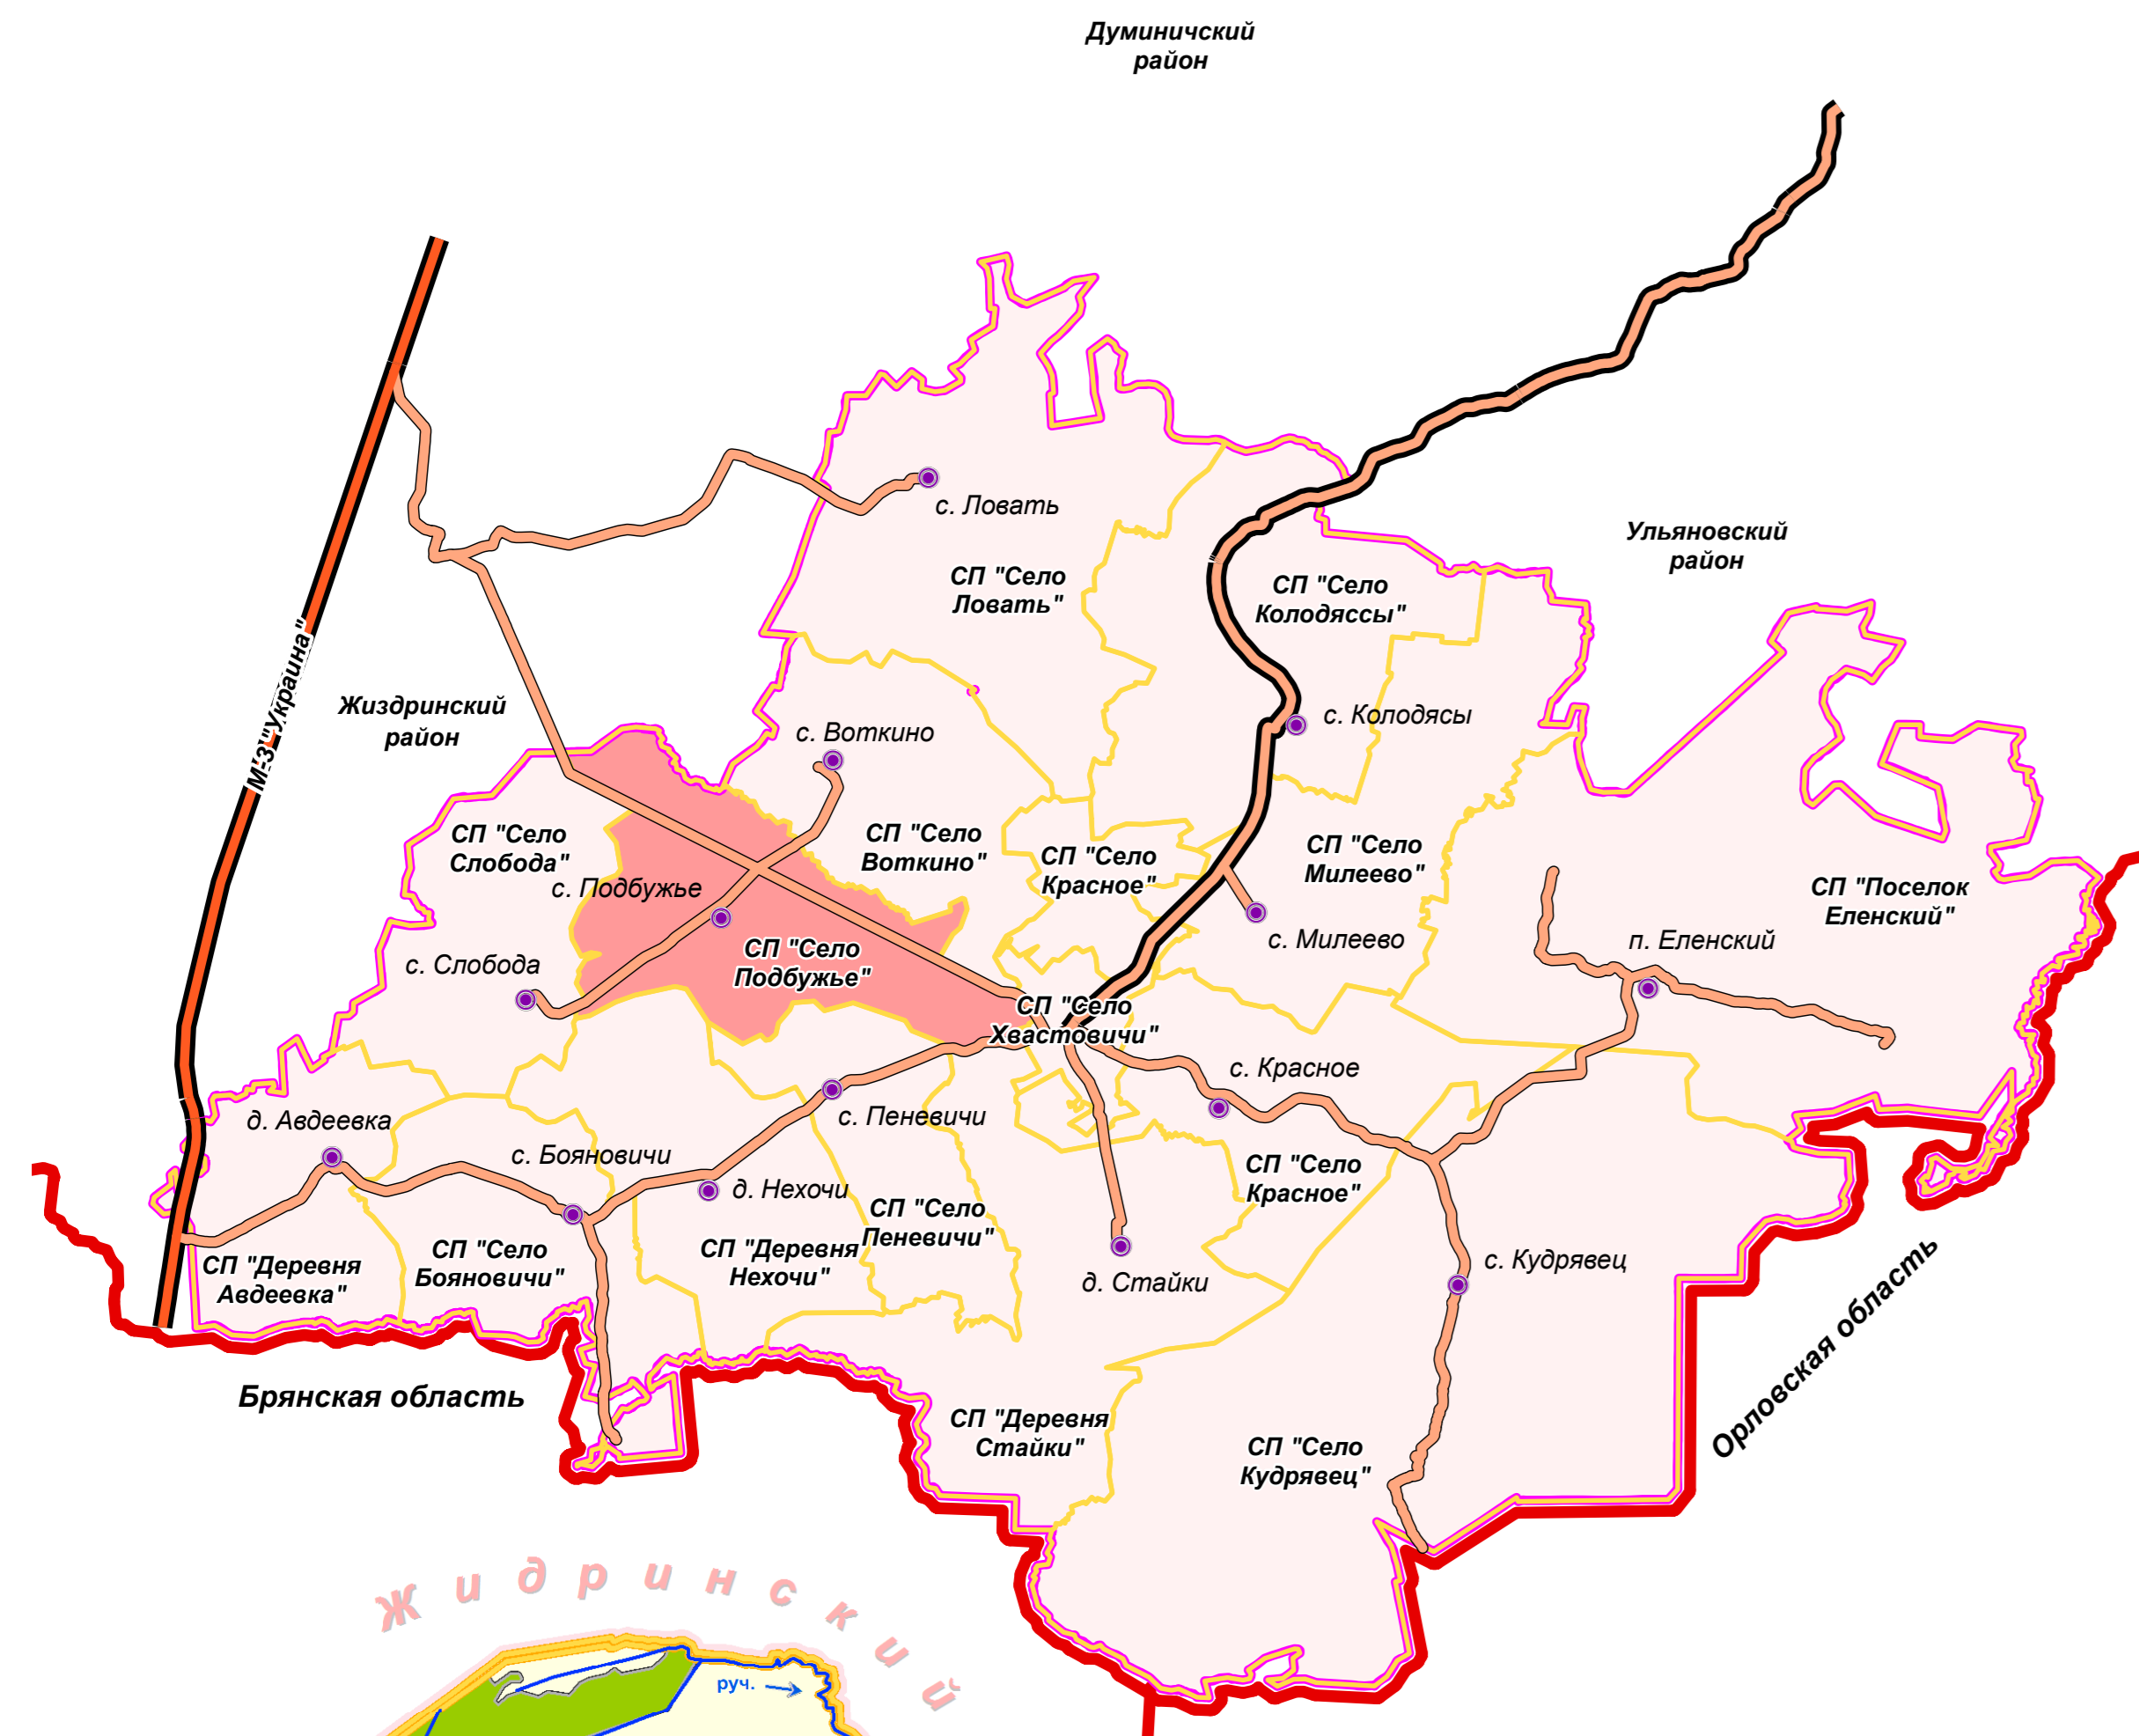 Думиничский
район
Ульяновский
район
с. Ловать
СП "Село
Ловать"
СП "Село
Колодяссы"
М-3 "Украина"
Жиздринский
район
с. Воткино
с. Колодясы
СП "Село
Слобода"
с. Подбужье
СП "Село
Воткино"
СП "Село
Красное"
СП "Село
Милеево"
СП "Поселок
Еленский"
с. Слобода
СП "Село
Подбужье"
с. Милеево
п. Еленский
СП "Село
Хвастовичи"
д. Авдеевка
с. Бояновичи
с. Пеневичи
с. Красное
д. Нехочи
СП "Село
Пеневичи"
СП "Село
Красное"
СП "Деревня
Авдеевка"
СП "Село
Бояновичи"
СП "Деревня
Нехочи"
д. Стайки
с. Кудрявец
Брянская область
Орловская область
СП "Деревня
Стайки"
СП "Село
Кудрявец"
Жидринский
руч.